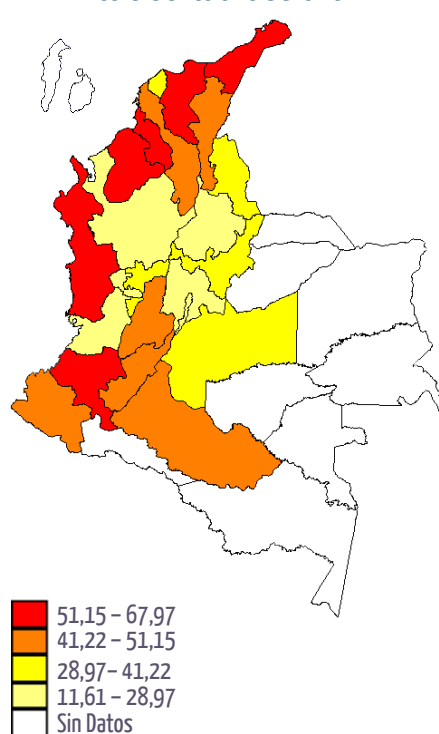 51,15 – 67,97
41,22 – 51,15
28,97– 41,22
11,61 – 28,97
Sin Datos